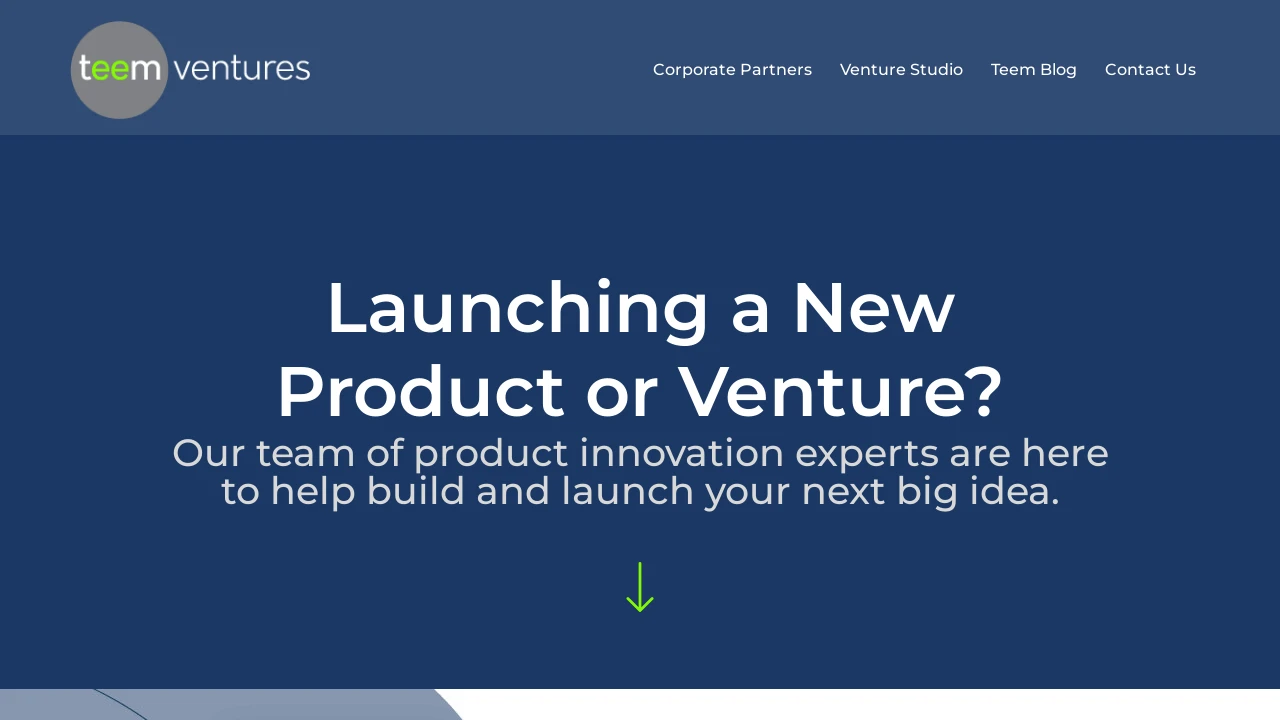 teem ventures
Corporate Partners
Venture Studio
Teem Blog
Contact Us
Launching a New
Product or Venture?
Our team of product innovation experts are here
to help build and launch your next big idea.